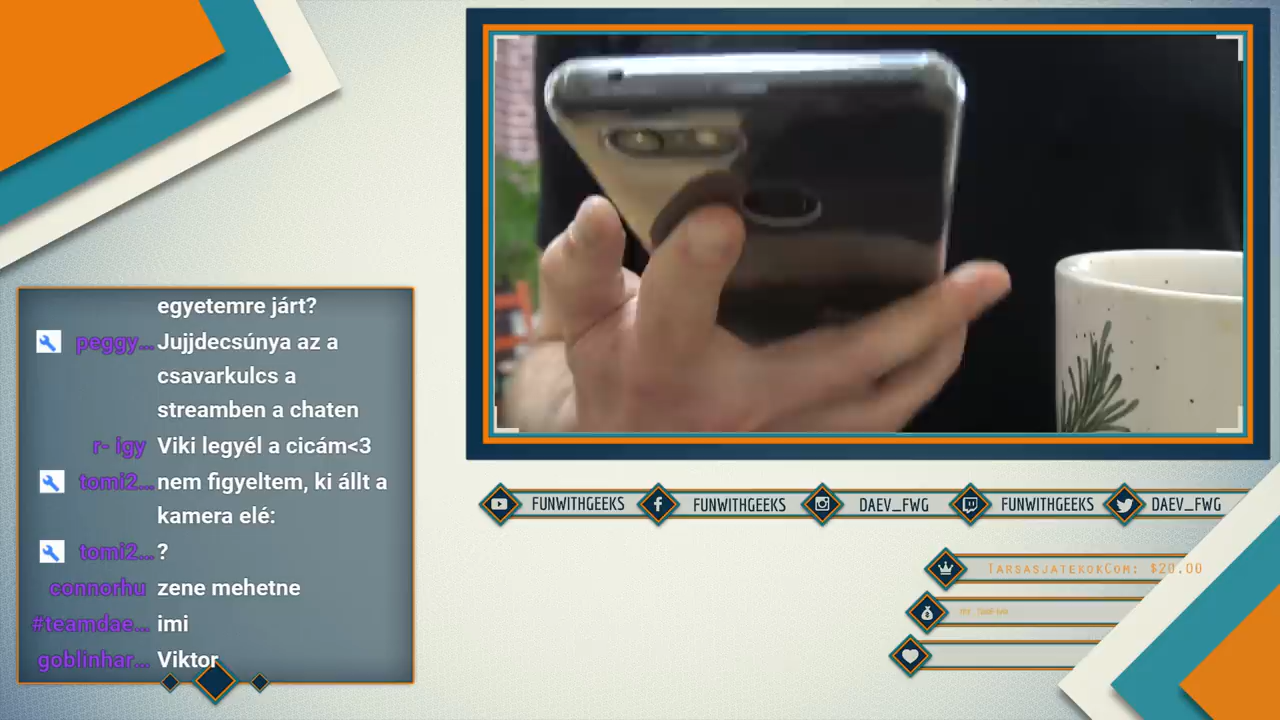 egyetemre járt?
peggy... Jujjdecsúnya az a
csavarkulcs a
streamben a chaten
r- igy Viki legyél a cicám<3
tomi2... nem figyeltem, ki állt a
kamera elé:
tomi2... ?
connorhu zene mehetne
#teamdae... imi
goblinhar... Viktor
FUNWITHGEEKS FUNWITHGEEKS DAEV_FWG FUNWITHGEEKS DAEV_FWG
TARSASJATEKOKCOM: $20.00